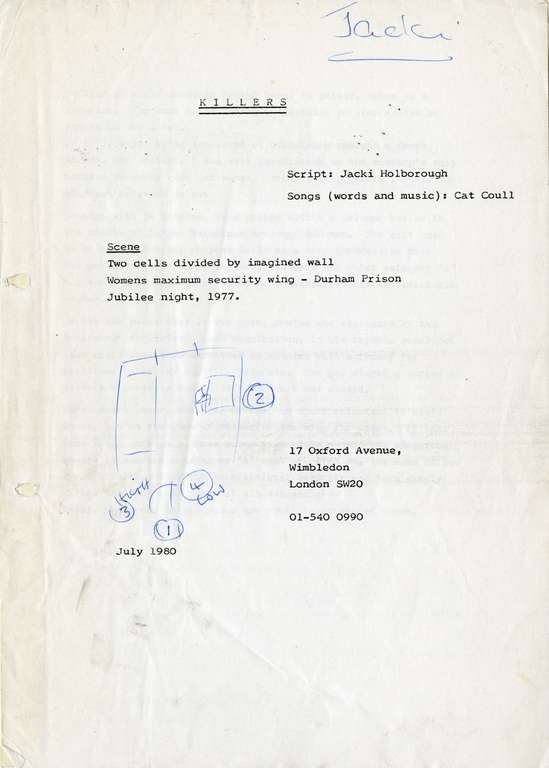 Jacki
K I L L E R S
Script: Jacki Holborough
Songs (words and music): Cat Coull
Scene
Two cells divided by imagined wall
Womens maximum security wing - Durham Prison
Jubilee night, 1977.
2
17 Oxford Avenue,
Wimbledon
London SW20
HIGH
3
4
LOW
1
01-540 0990
July 1980